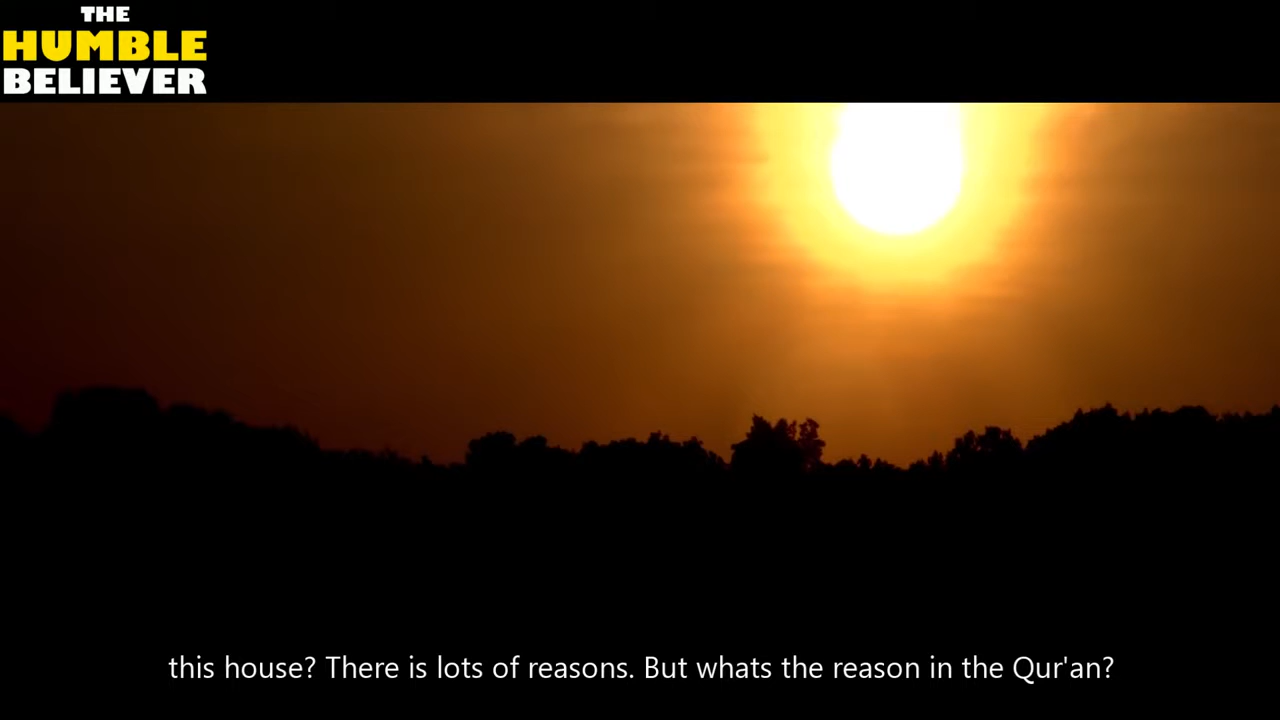 THE
HUMBLE
BELIEVER
this house? There is lots of reasons. But whats the reason in the Qur'an?